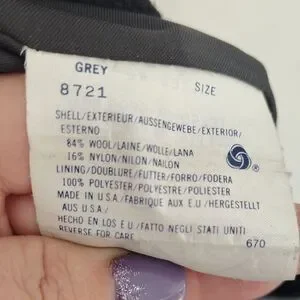 GREY
8721 SIZE
SHELL/EXTERIEUR/AUSSENGEWEBE/EXTERIOR/
ESTERNO
84% WOOL/LAINE/WOLLE/LANA
16% NYLON/NILON/NAILON
LINING/DOUBLURE/FUTTER/FORRO/FODERA
100% POLYESTER/POLYESTRE/POLIESTER
MADE IN U.S.A./FABRIQUE AUX E.U./HERGESTELLT
AUS U.S.A./
HECHO EN LOS E.U./FATTO NEGLI STATI UNITI
REVERSE FOR CARE 670